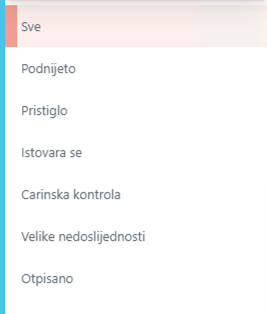 Sve
Podnijeto
Pristiglo
Istovara se
Carinska kontrola
Velike nedoslijednosti
Otpisano